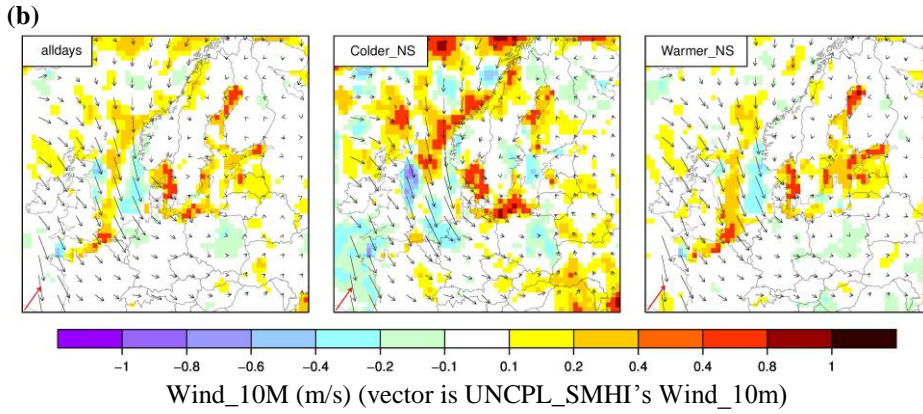 (b)
alldays
Colder_NS
Warmer_NS
−1 −0.8 −0.6 −0.4 −0.2 −0.1 0.1 0.2 0.4 0.4 0.8 1
Wind_10M (m/s) (vector is UNCPL_SMHI's Wind_10m)